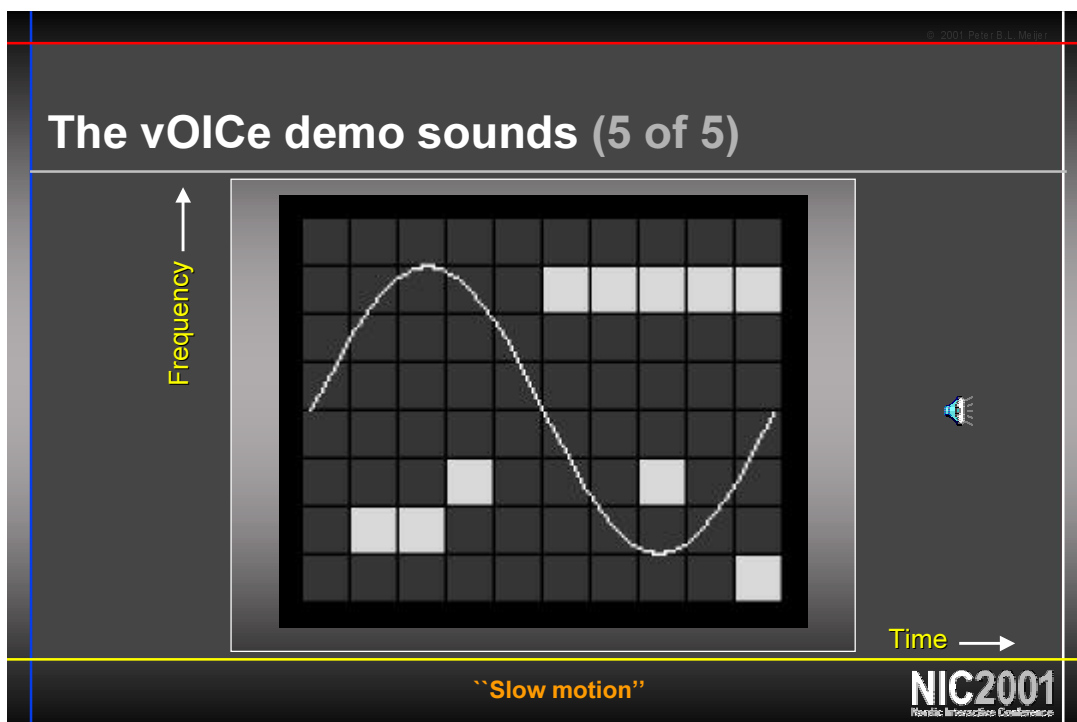 © 2001 Peter B.L. Meijer
The vOICe demo sounds (5 of 5)
Frequency
Time
``Slow motion’’
NIC2001
Nordic Interactive Conference